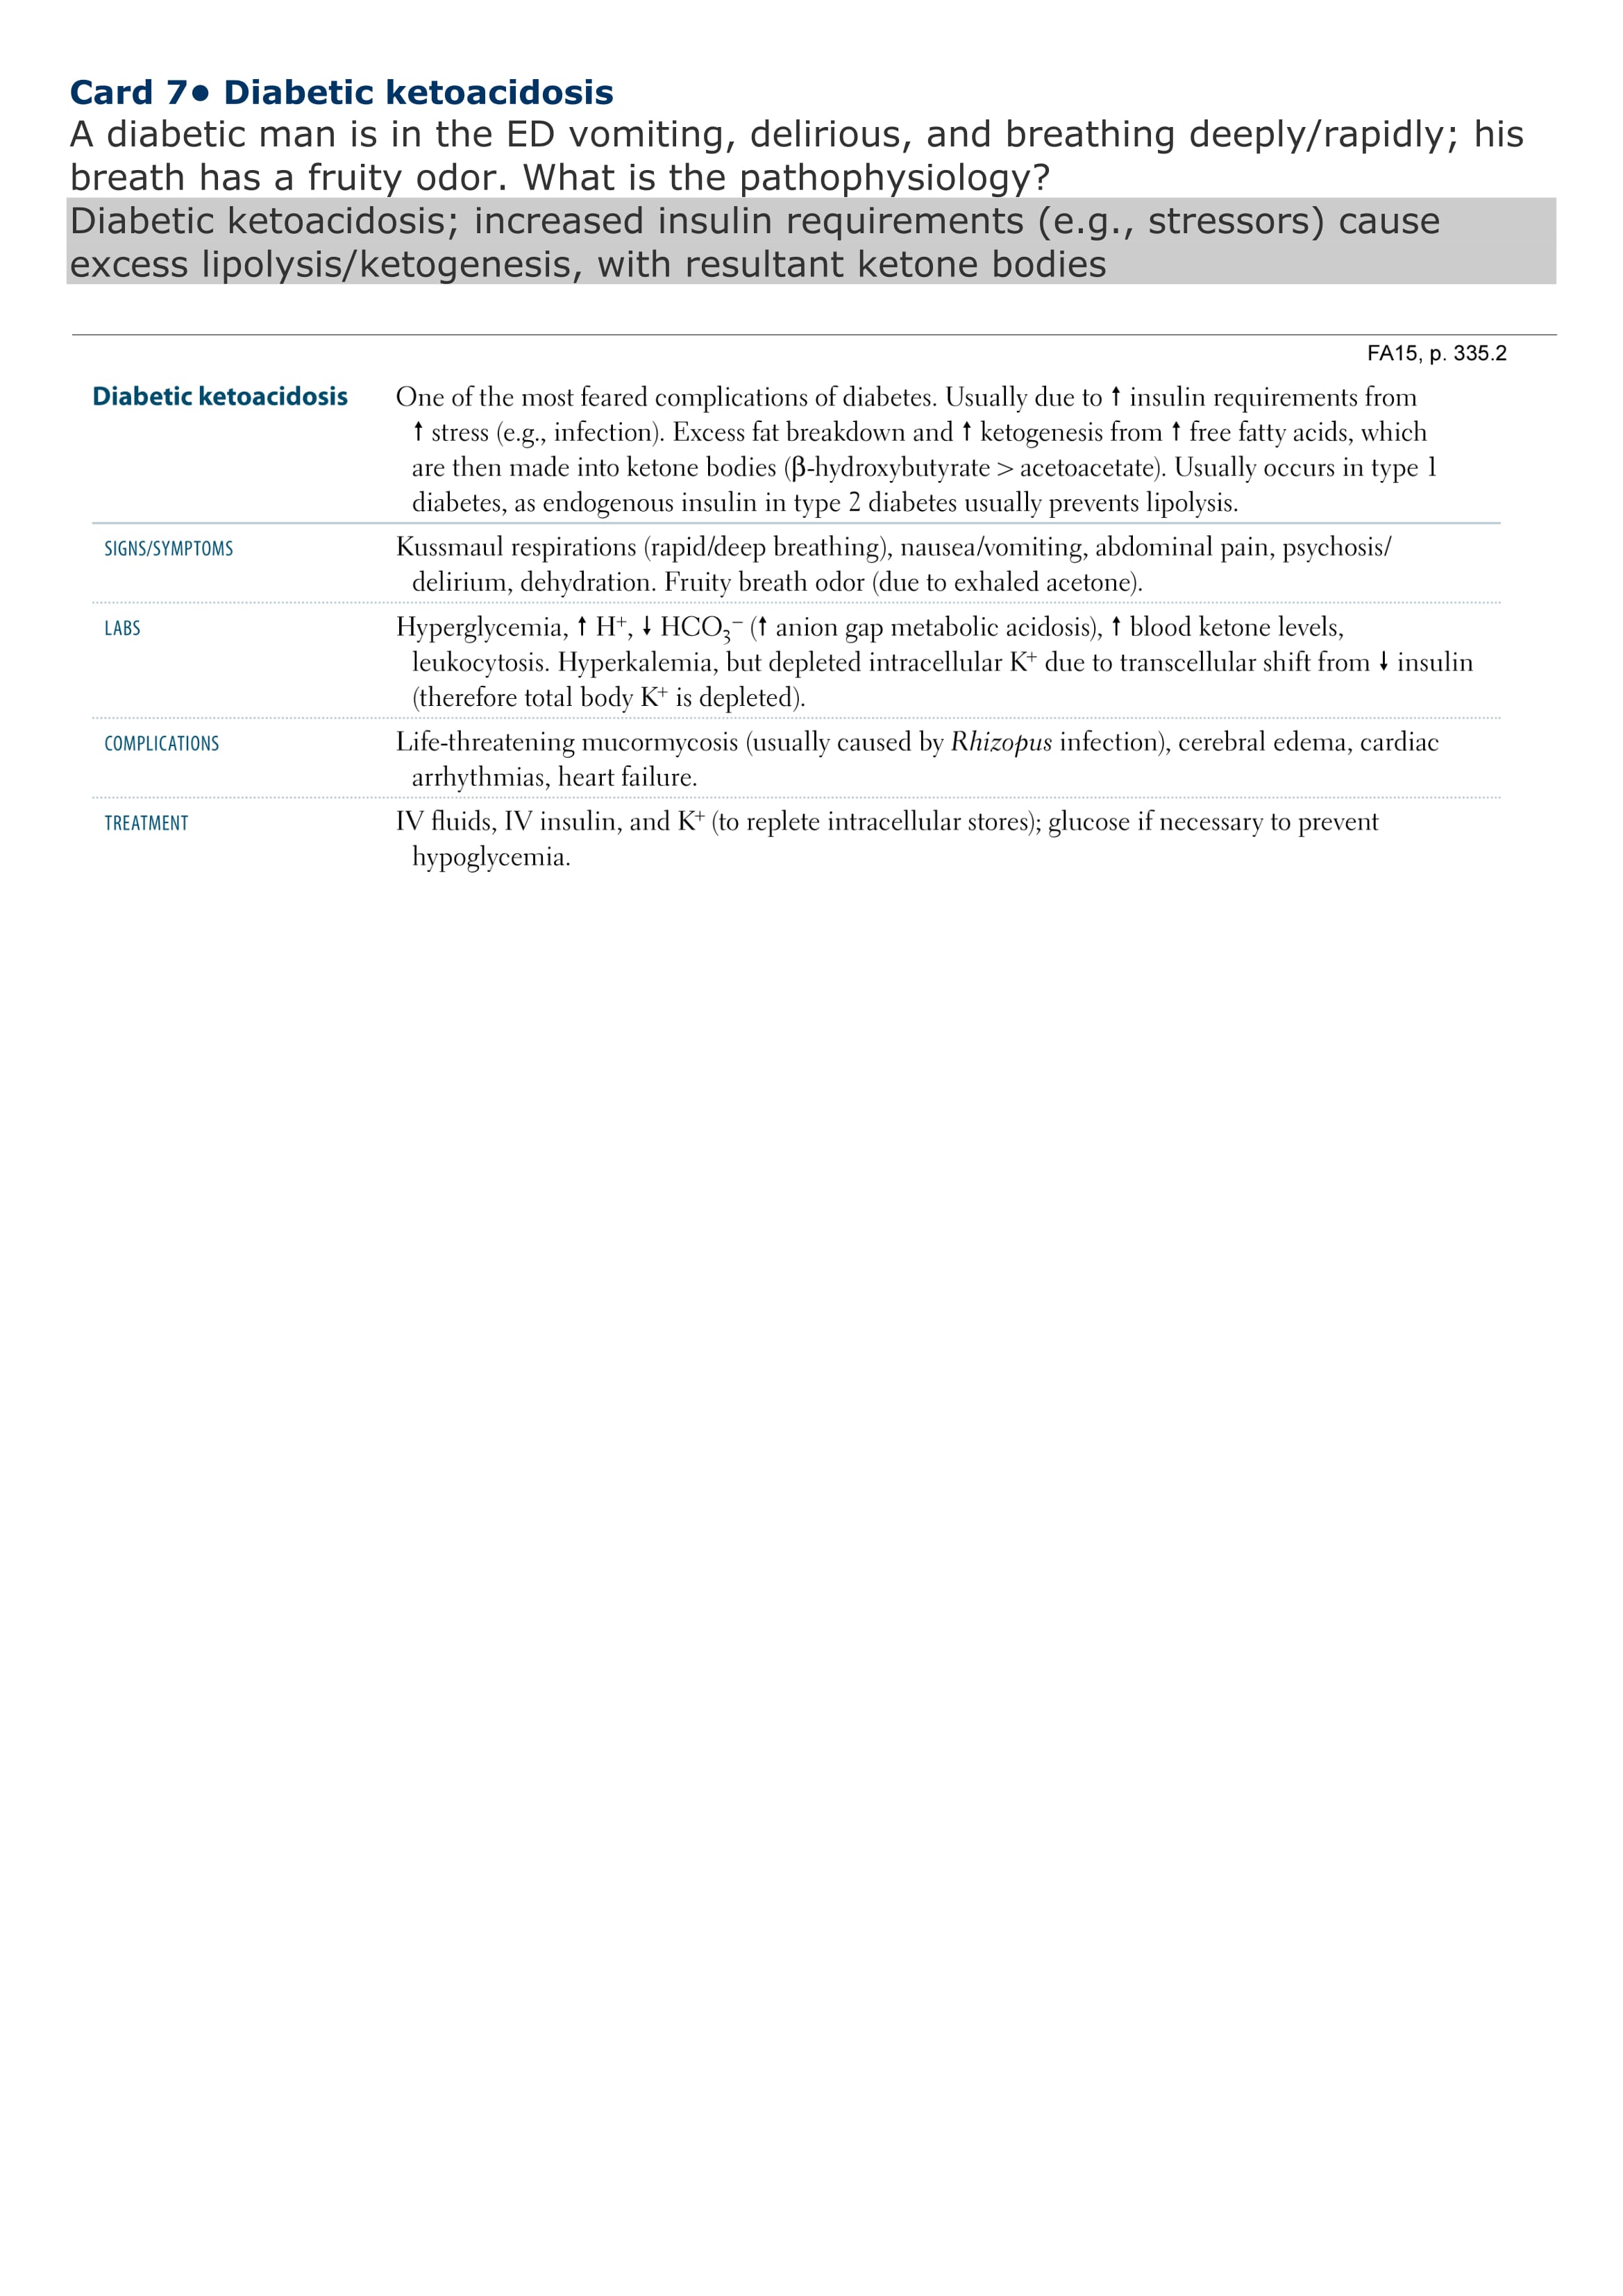 Card 7● Diabetic ketoacidosis
A diabetic man is in the ED vomiting, delirious, and breathing deeply/rapidly; his
breath has a fruity odor. What is the pathophysiology?
Diabetic ketoacidosis; increased insulin requirements (e.g., stressors) cause
excess lipolysis/ketogenesis, with resultant ketone bodies
FA15, p. 335.2
Diabetic ketoacidosis One of the most feared complications of diabetes. Usually due to ↑ insulin requirements from
↑ stress (e.g., infection). Excess fat breakdown and ↑ ketogenesis from ↑ free fatty acids, which
are then made into ketone bodies (β-hydroxybutyrate > acetoacetate). Usually occurs in type 1
diabetes, as endogenous insulin in type 2 diabetes usually prevents lipolysis.
SIGNS/SYMPTOMS Kussmaul respirations (rapid/deep breathing), nausea/vomiting, abdominal pain, psychosis/
delirium, dehydration. Fruity breath odor (due to exhaled acetone).
LABS Hyperglycemia, ↑ H⁺, ↓ HCO₃⁻ (↑ anion gap metabolic acidosis), ↑ blood ketone levels,
leukocytosis. Hyperkalemia, but depleted intracellular K⁺ due to transcellular shift from ↓ insulin
(therefore total body K⁺ is depleted).
COMPLICATIONS Life-threatening mucormycosis (usually caused by Rhizopus infection), cerebral edema, cardiac
arrhythmias, heart failure.
TREATMENT IV fluids, IV insulin, and K⁺ (to replete intracellular stores); glucose if necessary to prevent
hypoglycemia.